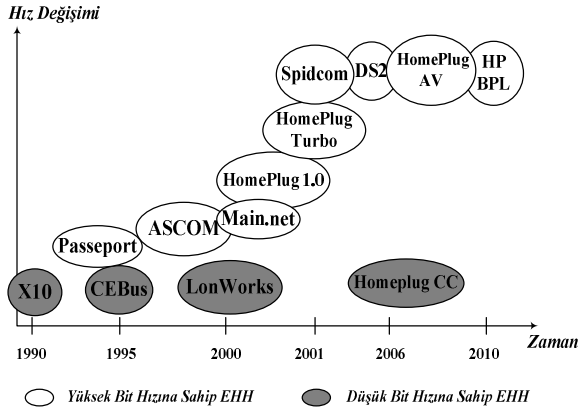 Hız Değişimi
Spidcom
DS2
HomePlug
AV
HP
BPL
HomePlug
Turbo
HomePlug 1.0
Main.net
ASCOM
Passeport
X10
CEBus
LonWorks
Homeplug CC
1990
1995
2000
2001
2006
2010
Zaman
Yüksek Bit Hızına Sahip EHH
Düşük Bit Hızına Sahip EHH